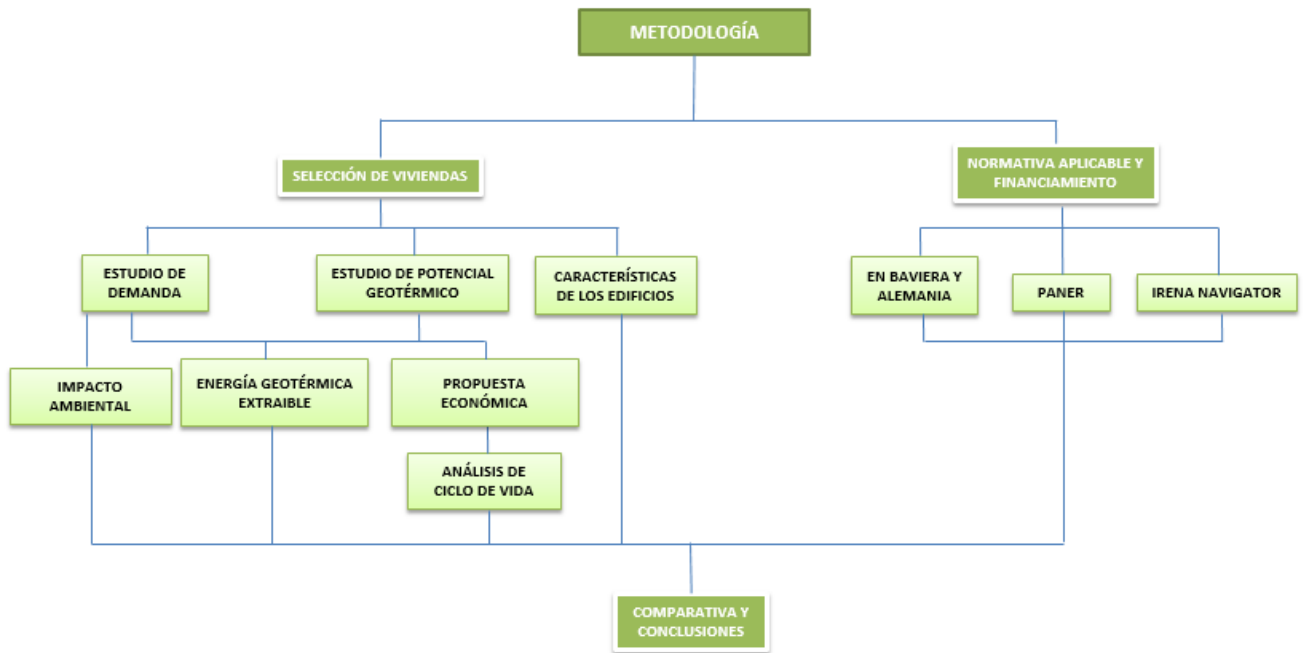 METODOLOGÍA
SELECCIÓN DE VIVIENDAS
NORMATIVA APLICABLE Y
FINANCIAMIENTO
ESTUDIO DE
DEMANDA
ESTUDIO DE POTENCIAL
GEOTÉRMICO
CARACTERÍSTICAS
DE LOS EDIFICIOS
EN BAVIERA Y
ALEMANIA
PANER
IRENA NAVIGATOR
IMPACTO
AMBIENTAL
ENERGÍA GEOTÉRMICA
EXTRAIBLE
PROPUESTA
ECONÓMICA
ANÁLISIS DE
CICLO DE VIDA
COMPARATIVA Y
CONCLUSIONES